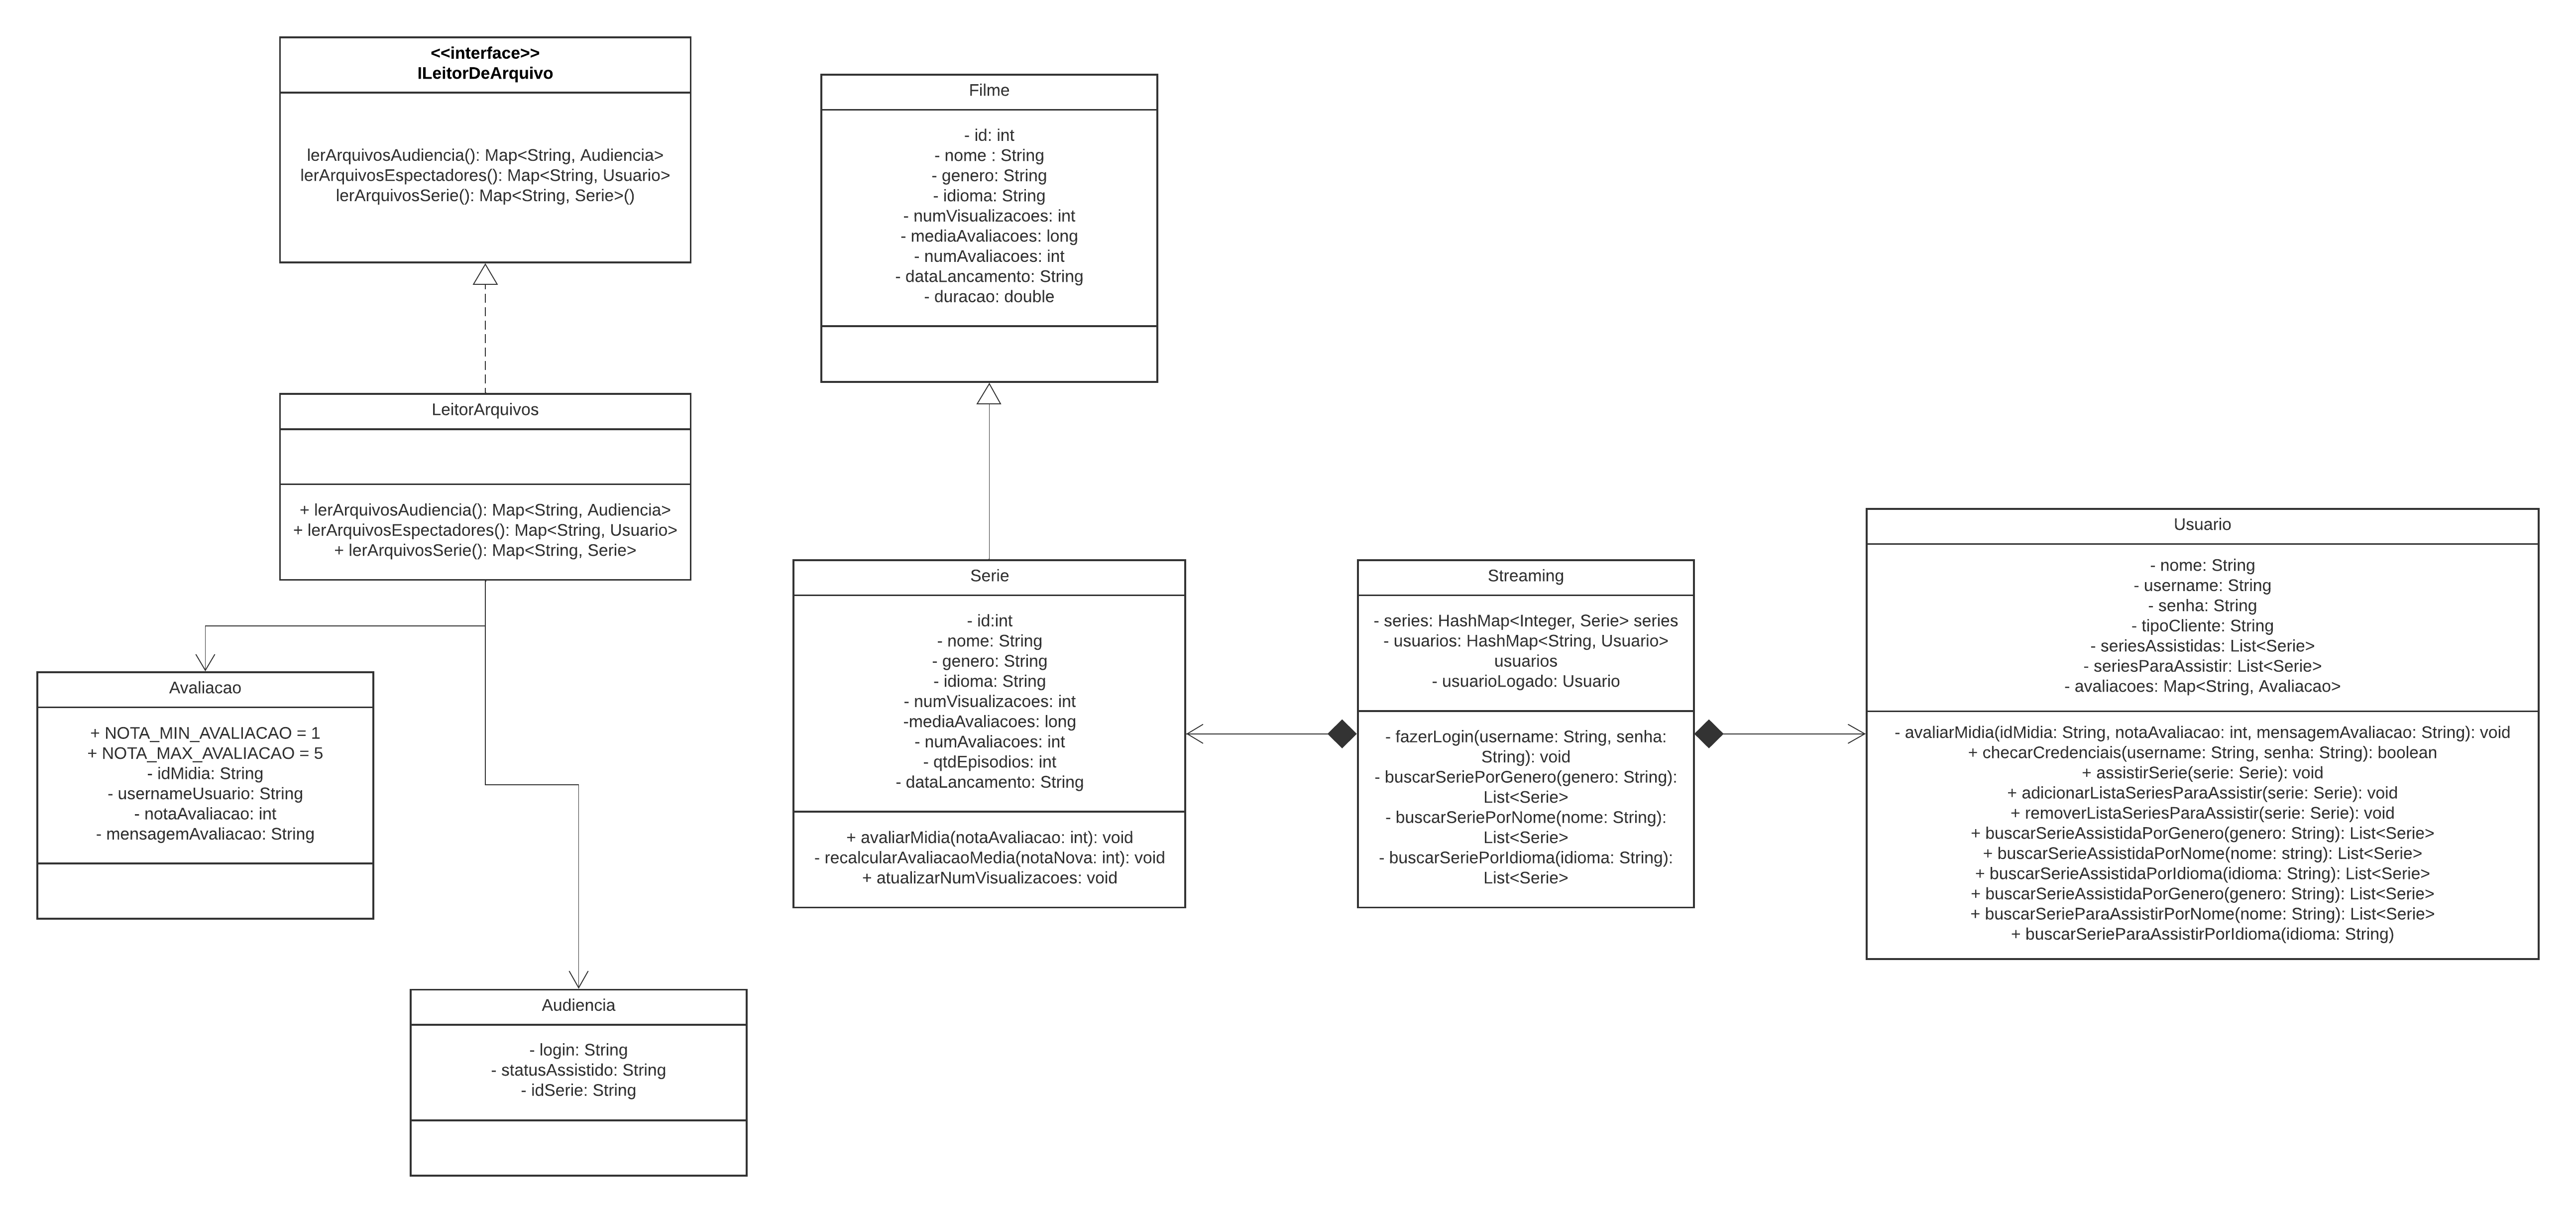 <<interface>>
ILeitorDeArquivo
lerArquivosAudiencia(): Map<String, Audiencia>
lerArquivosEspectadores(): Map<String, Usuario>
lerArquivosSerie(): Map<String, Serie>()
Filme
- id: int
- nome : String
- genero: String
- idioma: String
- numVisualizacoes: int
- mediaAvaliacoes: long
- numAvaliacoes: int
- dataLancamento: String
- duracao: double
LeitorArquivos
+ lerArquivosAudiencia(): Map<String, Audiencia>
+ lerArquivosEspectadores(): Map<String, Usuario>
+ lerArquivosSerie(): Map<String, Serie>
Avaliacao
+ NOTA_MIN_AVALIACAO = 1
+ NOTA_MAX_AVALIACAO = 5
- idMidia: String
- usernameUsuario: String
- notaAvaliacao: int
- mensagemAvaliacao: String
Audiencia
- login: String
- statusAssistido: String
- idSerie: String
Serie
- id:int
- nome: String
- genero: String
- idioma: String
- numVisualizacoes: int
-mediaAvaliacoes: long
- numAvaliacoes: int
- qtdEpisodios: int
- dataLancamento: String
+ avaliarMidia(notaAvaliacao: int): void
- recalcularAvaliacaoMedia(notaNova: int): void
+ atualizarNumVisualizacoes: void
Streaming
- series: HashMap<Integer, Serie> series
- usuarios: HashMap<String, Usuario>
usuarios
- usuarioLogado: Usuario
- fazerLogin(username: String, senha:
String): void
- buscarSeriePorGenero(genero: String):
List<Serie>
- buscarSeriePorNome(nome: String):
List<Serie>
- buscarSeriePorIdioma(idioma: String):
List<Serie>
Usuario
- nome: String
- username: String
- senha: String
- tipoCliente: String
- seriesAssistidas: List<Serie>
- seriesParaAssistir: List<Serie>
- avaliacoes: Map<String, Avaliacao>
- avaliarMidia(idMidia: String, notaAvaliacao: int, mensagemAvaliacao: String): void
+ checarCredenciais(username: String, senha: String): boolean
+ assistirSerie(serie: Serie): void
+ adicionarListaSeriesParaAssistir(serie: Serie): void
+ removerListaSeriesParaAssistir(serie: Serie): void
+ buscarSerieAssistidaPorGenero(genero: String): List<Serie>
+ buscarSerieAssistidaPorNome(nome: string): List<Serie>
+ buscarSerieAssistidaPorIdioma(idioma: String): List<Serie>
+ buscarSerieAssistidaPorGenero(genero: String): List<Serie>
+ buscarSerieParaAssistirPorNome(nome: String): List<Serie>
+ buscarSerieParaAssistirPorIdioma(idioma: String)